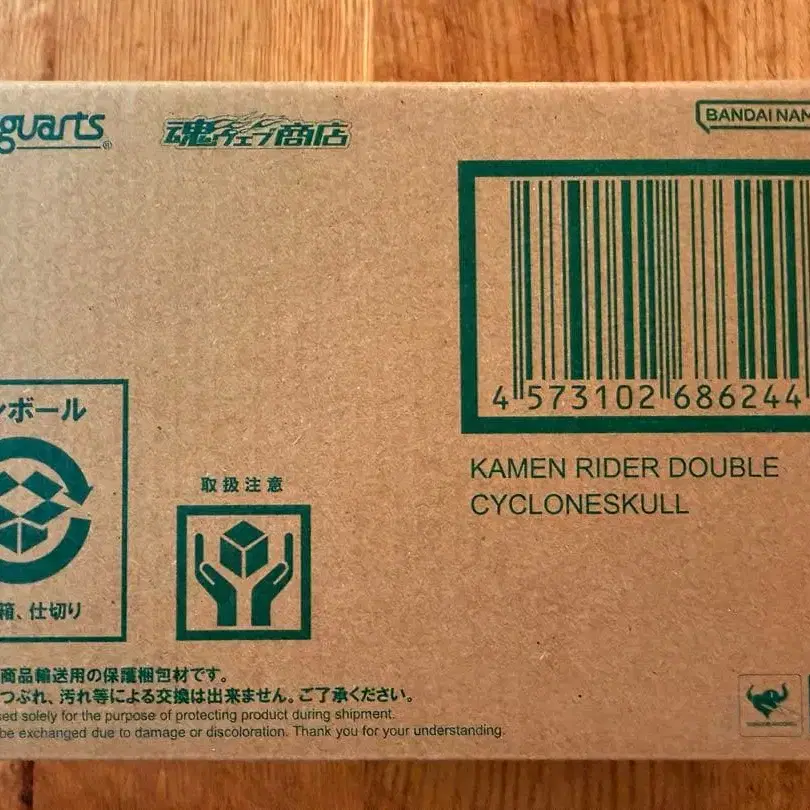 guarts®
魂ウェブ商店
BANDAI NAM
4 573102 686244
KAMEN RIDER DOUBLE
CYCLONESKULL
ンボール
取扱注意
箱、仕切り
商品輸送用の保護梱包材です。
つぶれ、汚れ等による交換は出来ません。ご了承ください。
sed solely for the purpose of protecting product during shipment.
be exchanged due to damage or discoloration. Thank you for your understanding.